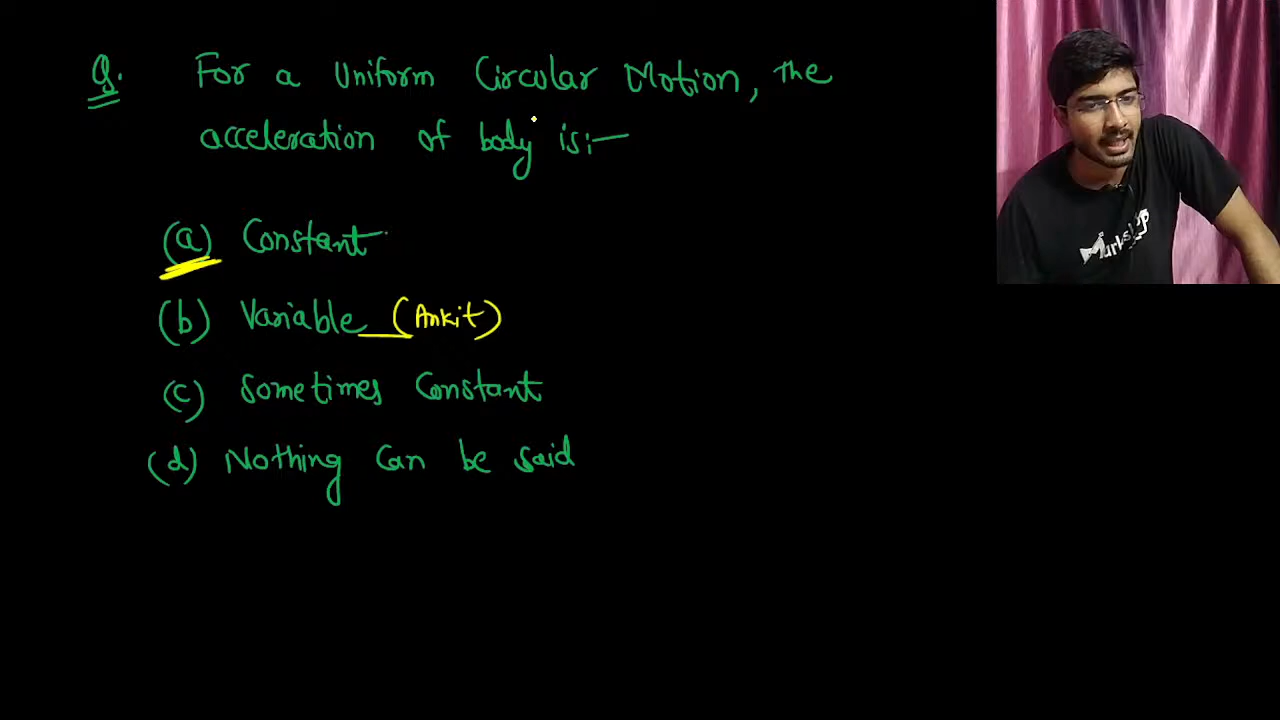 Q. For a Uniform Circular Motion, the
acceleration of body is:—
(a) Constant
(b) Variable (Ankit)
(c) Sometimes Constant
(d) Nothing can be said